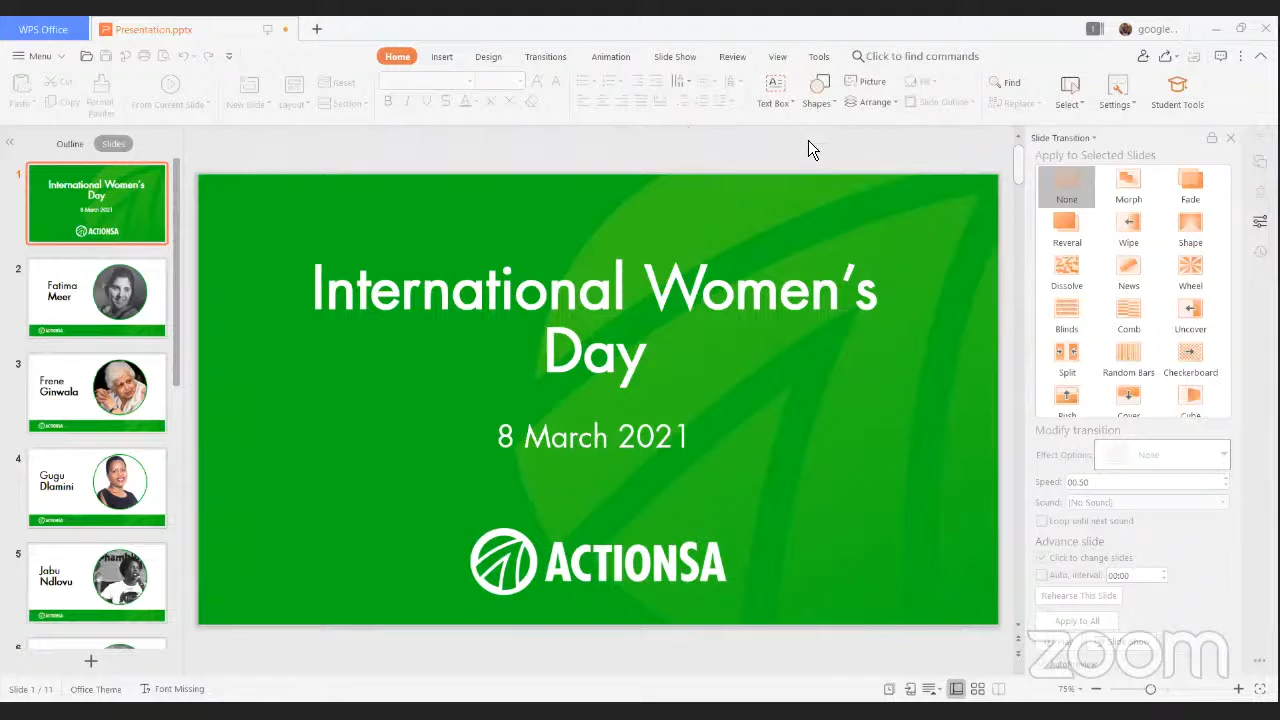 WPS Office
Presentation.pptx
1
google...
Menu
Home
Insert
Design
Transitions
Animation
Slide Show
Review
View
Tools
Click to find commands
Cut
Copy
Format
Painter
From Current Slide
New Slide
Layout
Reset
Text Box
Shapes
Picture
Arrange
Slide Outline
Find
Replace
Select
Settings
Student Tools
Outline
Slides
1
International Women's
Day
8 March 2021
ACTIONSA
2
Fatima
Meer
ACTIONSA
3
Frene
Ginwala
ACTIONSA
4
Gugu
Dlamini
ACTIONSA
5
Jabu
Ndlovu
ACTIONSA
6
International Women's
Day
8 March 2021
ACTIONSA
Slide Transition
Apply to Selected Slides
None
Morph
Fade
Reveral
Wipe
Shape
Dissolve
News
Wheel
Blinds
Comb
Uncover
Split
Random Bars
Checkerboard
Push
Cover
Cube
Modify transition
Effect Options:
None
Speed: 00.50
Sound: [No Sound]
Loop until next sound
Advance slide
Click to change slides
Auto, interval: 00:00
Rehearse This Slide
Apply to All
Slide Show
AutoPreview
zoom
Slide 1 / 11
Office Theme
Font Missing
75%